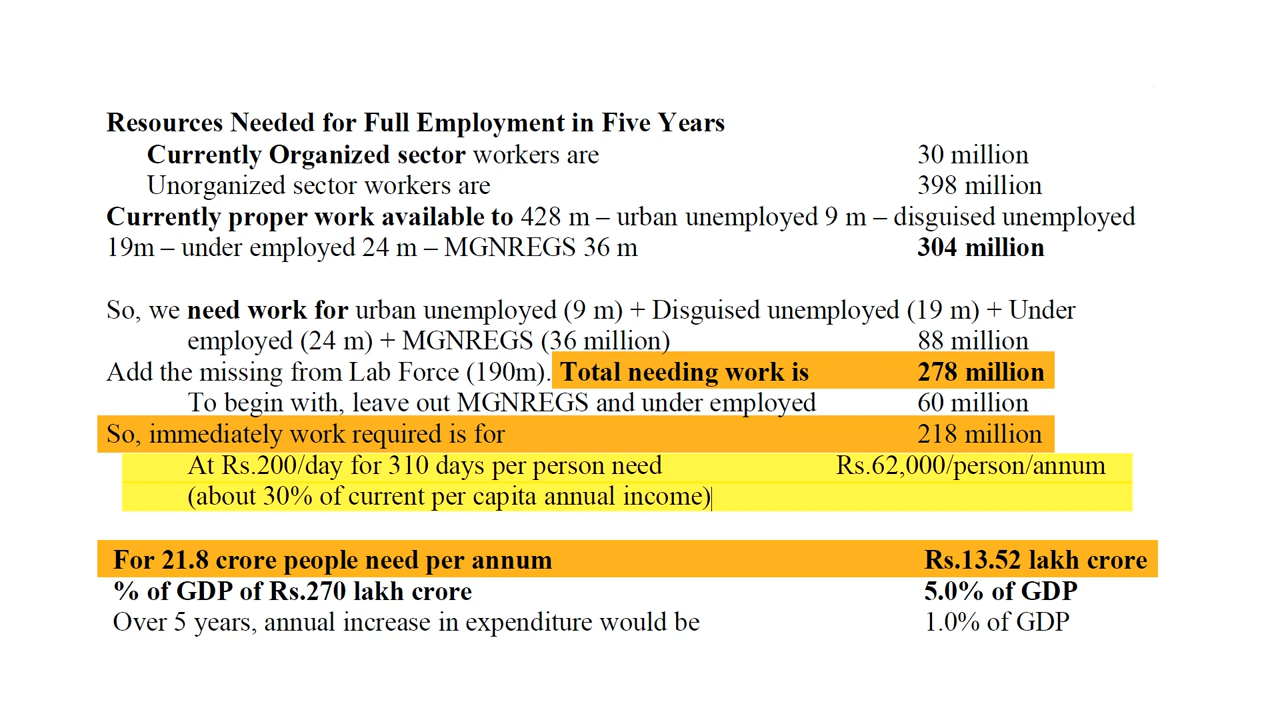 Resources Needed for Full Employment in Five Years
Currently Organized sector workers are 30 million
Unorganized sector workers are 398 million
Currently proper work available to 428 m – urban unemployed 9 m – disguised unemployed
19m – under employed 24 m – MGNREGS 36 m 304 million
So, we need work for urban unemployed (9 m) + Disguised unemployed (19 m) + Under
employed (24 m) + MGNREGS (36 million) 88 million
Add the missing from Lab Force (190m). Total needing work is 278 million
To begin with, leave out MGNREGS and under employed 60 million
So, immediately work required is for 218 million
At Rs.200/day for 310 days per person need Rs.62,000/person/annum
(about 30% of current per capita annual income)
For 21.8 crore people need per annum Rs.13.52 lakh crore
% of GDP of Rs.270 lakh crore 5.0% of GDP
Over 5 years, annual increase in expenditure would be 1.0% of GDP